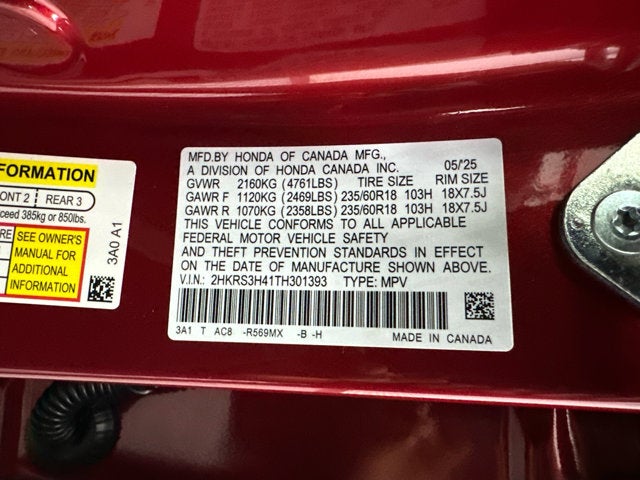 FORMATION
ONT 2 REAR 3
ceed 385kg or 850lbs.
RE
SEE OWNER'S
MANUAL FOR
ADDITIONAL
INFORMATION
3A0 A1
MFD.BY HONDA OF CANADA MFG., 05/'25
A DIVISION OF HONDA CANADA INC.
GVWR 2160KG (4761LBS) TIRE SIZE RIM SIZE
GAWR F 1120KG (2469LBS) 235/60R18 103H 18X7.5J
GAWR R 1070KG (2358LBS) 235/60R18 103H 18X7.5J
THIS VEHICLE CONFORMS TO ALL APPLICABLE
FEDERAL MOTOR VEHICLE SAFETY
AND THEFT PREVENTION STANDARDS IN EFFECT
ON THE DATE OF MANUFACTURE SHOWN ABOVE.
V.I.N.: 2HKRS3H41TH301393 TYPE: MPV
3A1 T AC8 -R569MX -B -H
MADE IN CANADA